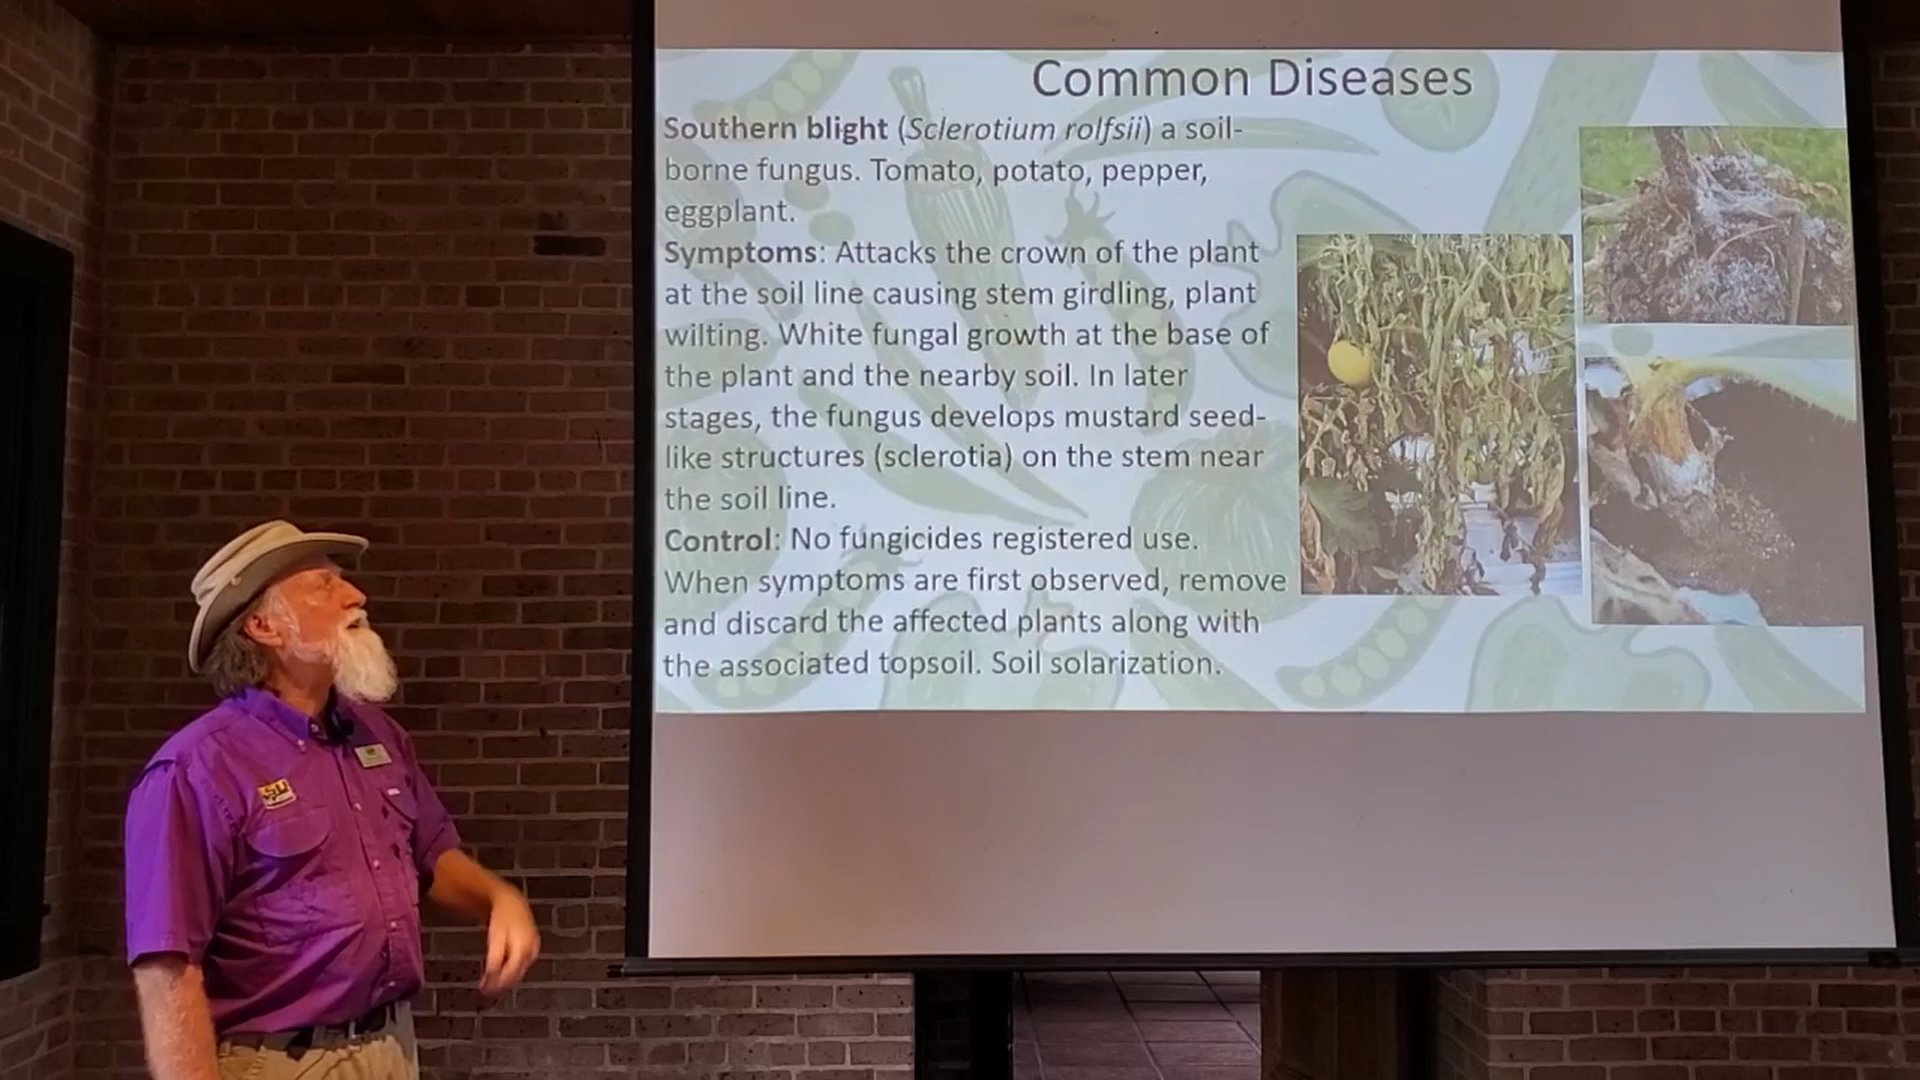 Common Diseases
Southern blight (Sclerotium rolfsii) a soil-
borne fungus. Tomato, potato, pepper,
eggplant.
Symptoms: Attacks the crown of the plant
at the soil line causing stem girdling, plant
wilting. White fungal growth at the base of
the plant and the nearby soil. In later
stages, the fungus develops mustard seed-
like structures (sclerotia) on the stem near
the soil line.
Control: No fungicides registered use.
When symptoms are first observed, remove
and discard the affected plants along with
the associated topsoil. Soil solarization.
LSU